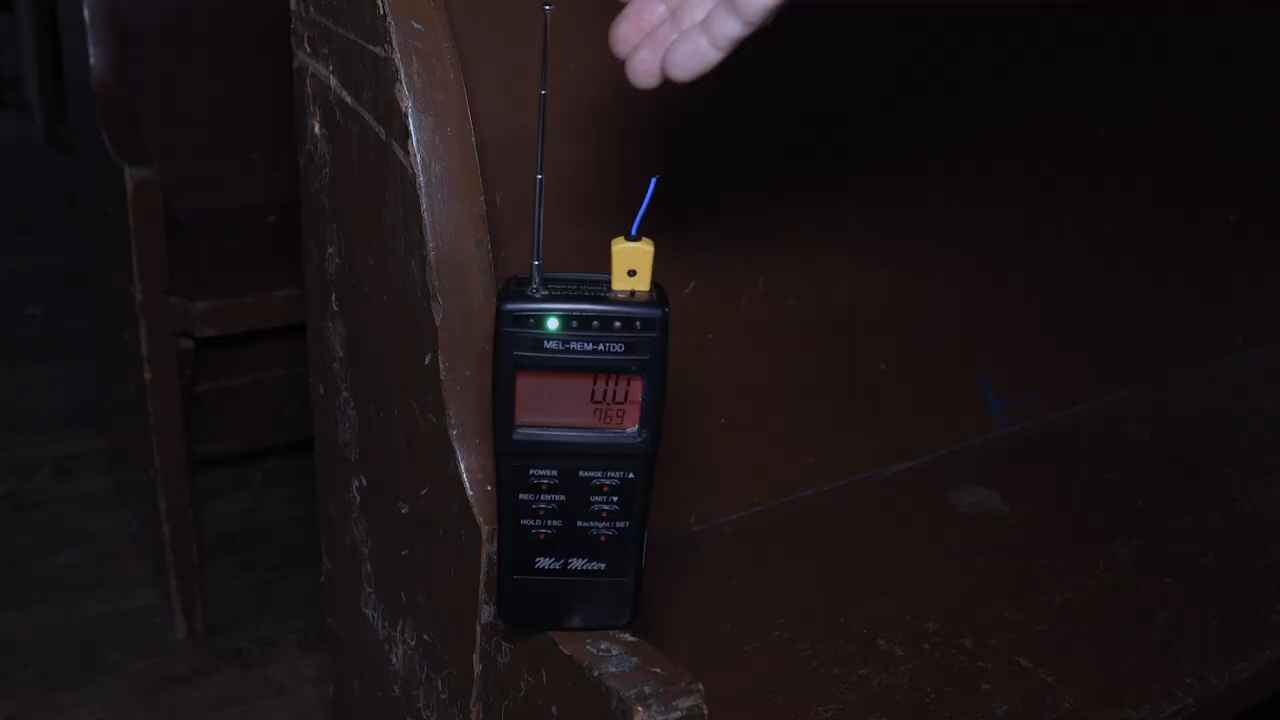 MEL-REM-ATDD
0.0
76.9
POWER
RANGE / FAST / ▲
REC / ENTER
UNIT / ▼
HOLD / ESC
Backlight / SET
Mel Meter